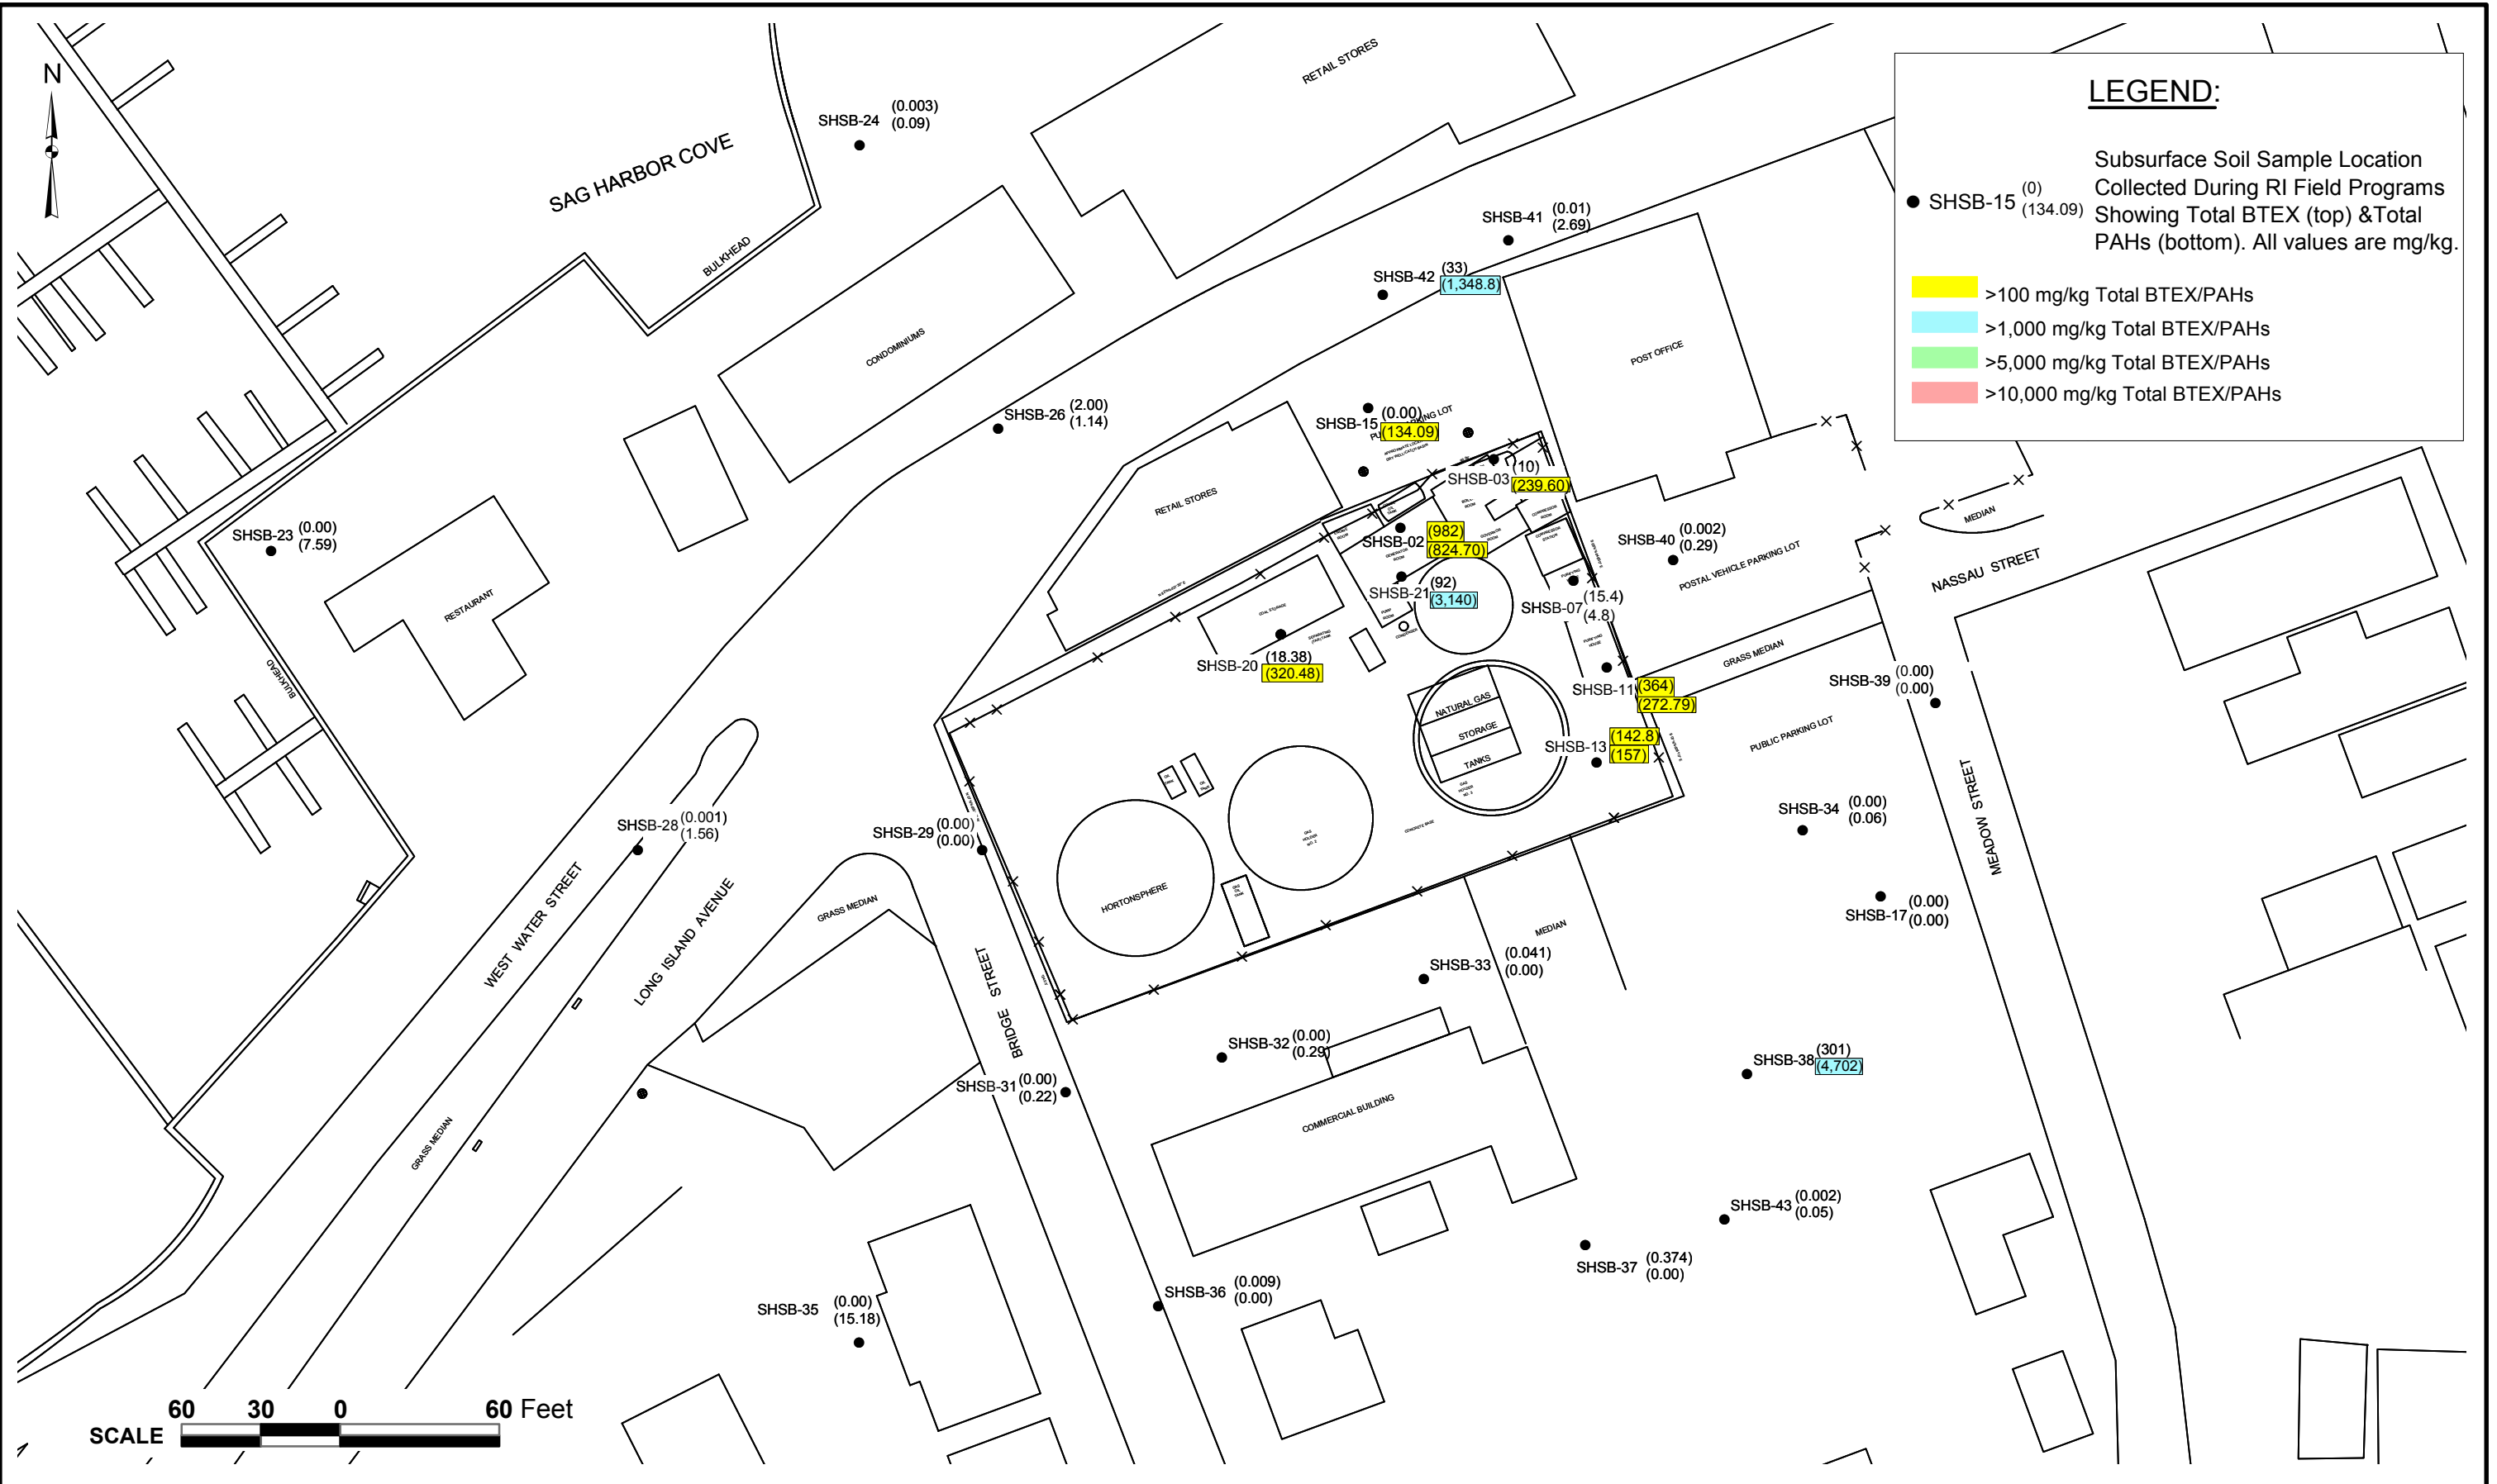 N
SAG HARBOR COVE
BULKHEAD
SHSB-24 (0.003)
(0.09)
RETAIL STORES
LEGEND:
SHSB-15 (0)
(134.09)
Subsurface Soil Sample Location
Collected During RI Field Programs
Showing Total BTEX (top) &Total
PAHs (bottom). All values are mg/kg.
>100 mg/kg Total BTEX/PAHs
>1,000 mg/kg Total BTEX/PAHs
>5,000 mg/kg Total BTEX/PAHs
>10,000 mg/kg Total BTEX/PAHs
SHSB-41 (0.01)
(2.69)
SHSB-42 (33)
(1,348.8)
CONDOMINIUMS
POST OFFICE
SHSB-26 (2.00)
(1.14)
SHSB-15 (0.00)
(134.09)
RETAIL STORES
SHSB-03 (10)
(239.60)
MEDIAN
SHSB-23 (0.00)
(7.59)
SHSB-02 (982)
(824.70)
SHSB-40 (0.002)
(0.29)
POSTAL VEHICLE PARKING LOT
NASSAU STREET
RESTAURANT
SHSB-21 (92)
(3,140)
SHSB-07 (15.4)
(4.8)
COAL STORAGE
SHSB-20 (18.38)
(320.48)
GRASS MEDIAN
BULKHEAD
SHSB-11 (364)
(272.79)
SHSB-39 (0.00)
(0.00)
NATURAL GAS
STORAGE
TANKS
SHSB-13 (142.8)
(157)
PUBLIC PARKING LOT
MEADOW STREET
SHSB-28 (0.001)
(1.56)
SHSB-29 (0.00)
(0.00)
SHSB-34 (0.00)
(0.06)
HORTONSPHERE
GRASS MEDIAN
WEST WATER STREET
LONG ISLAND AVENUE
SHSB-17 (0.00)
(0.00)
MEDIAN
SHSB-33 (0.041)
(0.00)
BRIDGE STREET
SHSB-32 (0.00)
(0.29)
SHSB-38 (301)
(4,702)
SHSB-31 (0.00)
(0.22)
COMMERCIAL BUILDING
GRASS MEDIAN
SHSB-43 (0.002)
(0.05)
SHSB-37 (0.374)
(0.00)
SHSB-36 (0.009)
(0.00)
SHSB-35 (0.00)
(15.18)
60 30 0 60 Feet
SCALE